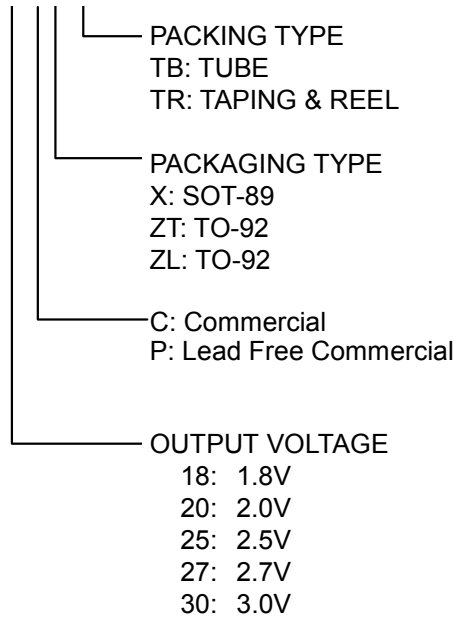 PACKING TYPE
TB: TUBE
TR: TAPING & REEL
PACKAGING TYPE
X: SOT-89
ZT: TO-92
ZL: TO-92
C: Commercial
P: Lead Free Commercial
OUTPUT VOLTAGE
18: 1.8V
20: 2.0V
25: 2.5V
27: 2.7V
30: 3.0V